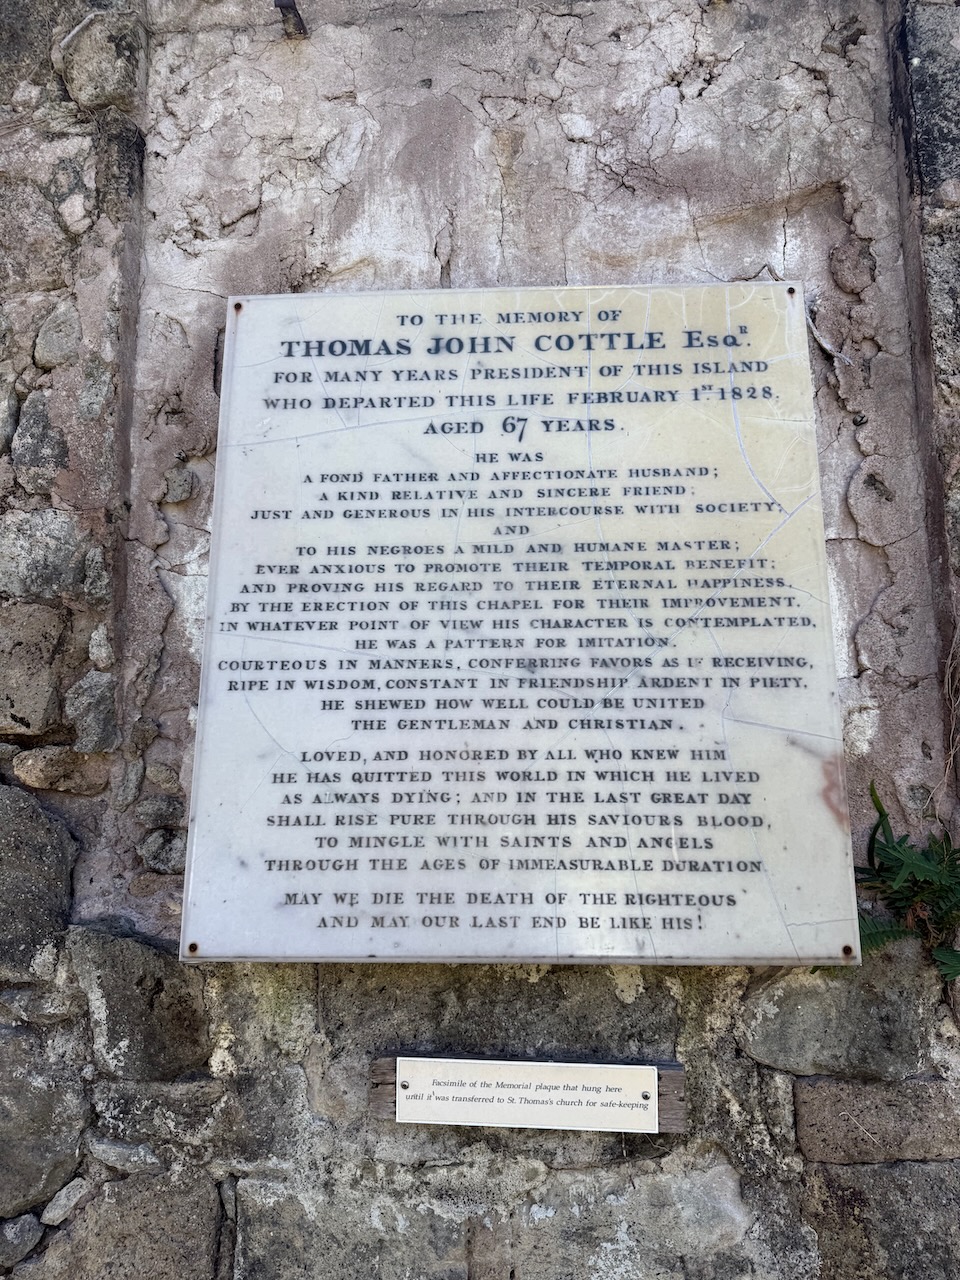 TO THE MEMORY OF
THOMAS JOHN COTTLE Esqᴿ.
FOR MANY YEARS PRESIDENT OF THIS ISLAND
WHO DEPARTED THIS LIFE FEBRUARY 1ST 1828.
AGED 67 YEARS.
HE WAS
A FOND FATHER AND AFFECTIONATE HUSBAND;
A KIND RELATIVE AND SINCERE FRIEND;
JUST AND GENEROUS IN HIS INTERCOURSE WITH SOCIETY;
AND
TO HIS NEGROES A MILD AND HUMANE MASTER;
EVER ANXIOUS TO PROMOTE THEIR TEMPORAL BENEFIT;
AND PROVING HIS REGARD TO THEIR ETERNAL HAPPINESS.
BY THE ERECTION OF THIS CHAPEL FOR THEIR IMPROVEMENT.
IN WHATEVER POINT OF VIEW HIS CHARACTER IS CONTEMPLATED,
HE WAS A PATTERN FOR IMITATION.
COURTEOUS IN MANNERS, CONFERRING FAVORS AS IF RECEIVING,
RIPE IN WISDOM, CONSTANT IN FRIENDSHIP ARDENT IN PIETY,
HE SHEWED HOW WELL COULD BE UNITED
THE GENTLEMAN AND CHRISTIAN.
LOVED, AND HONORED BY ALL WHO KNEW HIM
HE HAS QUITTED THIS WORLD IN WHICH HE LIVED
AS ALWAYS DYING; AND IN THE LAST GREAT DAY
SHALL RISE PURE THROUGH HIS SAVIOURS BLOOD,
TO MINGLE WITH SAINTS AND ANGELS
THROUGH THE AGES OF IMMEASURABLE DURATION
MAY WE DIE THE DEATH OF THE RIGHTEOUS
AND MAY OUR LAST END BE LIKE HIS!
Facsimile of the Memorial plaque that hung here
until it was transferred to St. Thomas's church for safe-keeping